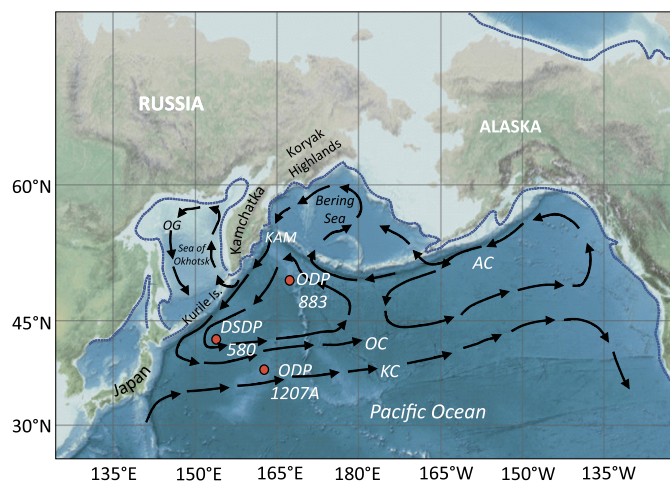 RUSSIA
ALASKA
Koryak
Highlands
60°N
Kamchatka
Bering
Sea
OG
Sea of
Okhotsk
KAM
AC
ODP
883
Kurile Is.
45°N
DSDP
580
OC
Japan
ODP
1207A
KC
Pacific Ocean
30°N
135°E
150°E
165°E
180°E
165°W
150°W
135°W